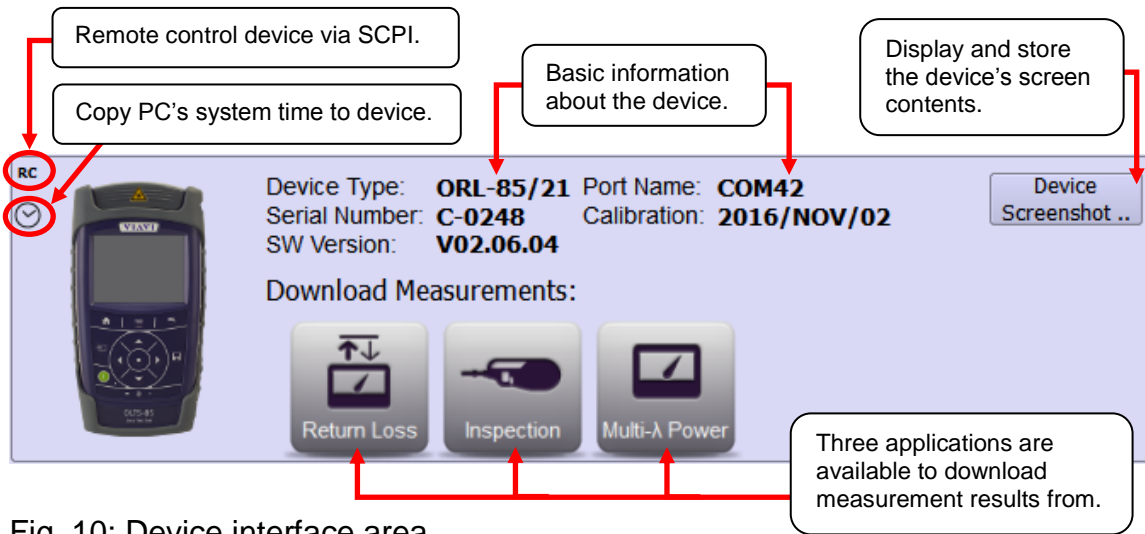 Remote control device via SCPI.
Copy PC's system time to device.
Basic information
about the device.
Display and store
the device's screen
contents.
RC
VIAVI
OLTS-85
Device Type: ORL-85/21 Port Name: COM42
Serial Number: C-0248 Calibration: 2016/NOV/02
SW Version: V02.06.04
Device
Screenshot ..
Download Measurements:
Return Loss
Inspection
Multi-λ Power
Three applications are
available to download
measurement results from.
Fig. 10: Device interface area